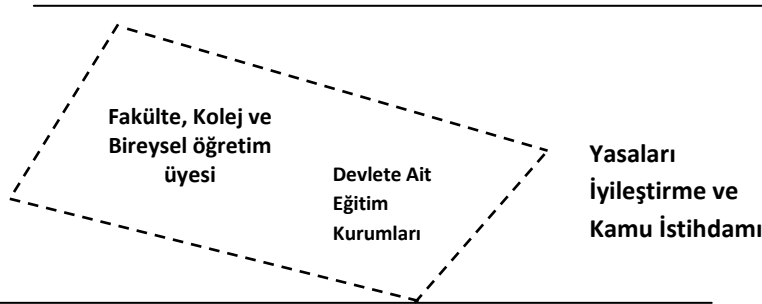 Fakülte, Kolej ve
Bireysel öğretim
üyesi
Devlete Ait
Eğitim
Kurumları
Yasaları
İyileştirme ve
Kamu İstihdamı